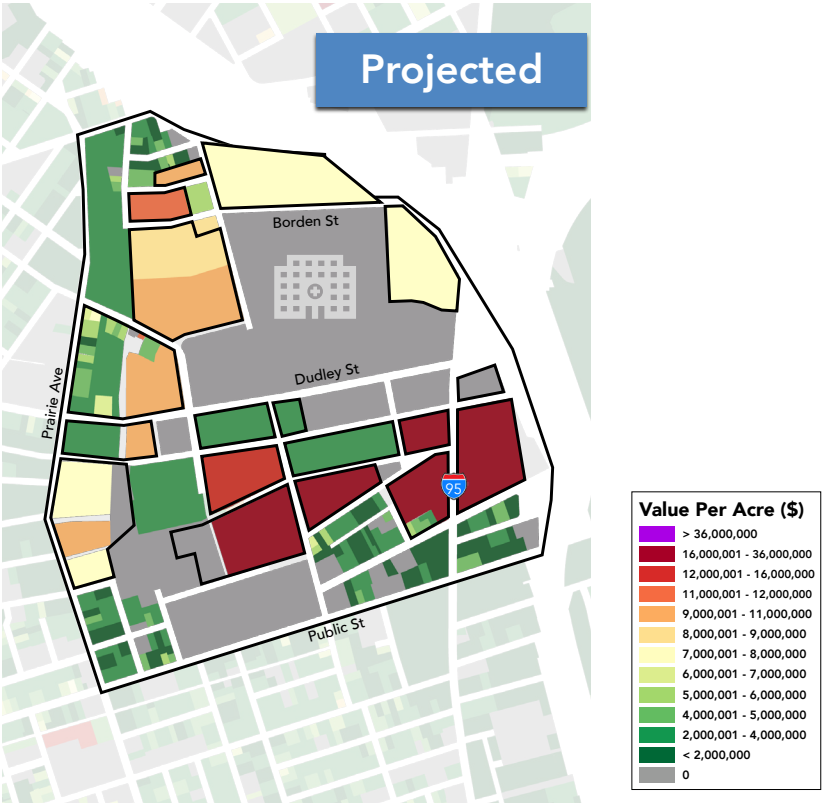 Projected
Borden St
Dudley St
Prairie Ave
95
Public St
Value Per Acre ($)
> 36,000,000
16,000,001 - 36,000,000
12,000,001 - 16,000,000
11,000,001 - 12,000,000
9,000,001 - 11,000,000
8,000,001 - 9,000,000
7,000,001 - 8,000,000
6,000,001 - 7,000,000
5,000,001 - 6,000,000
4,000,001 - 5,000,000
2,000,001 - 4,000,000
< 2,000,000
0